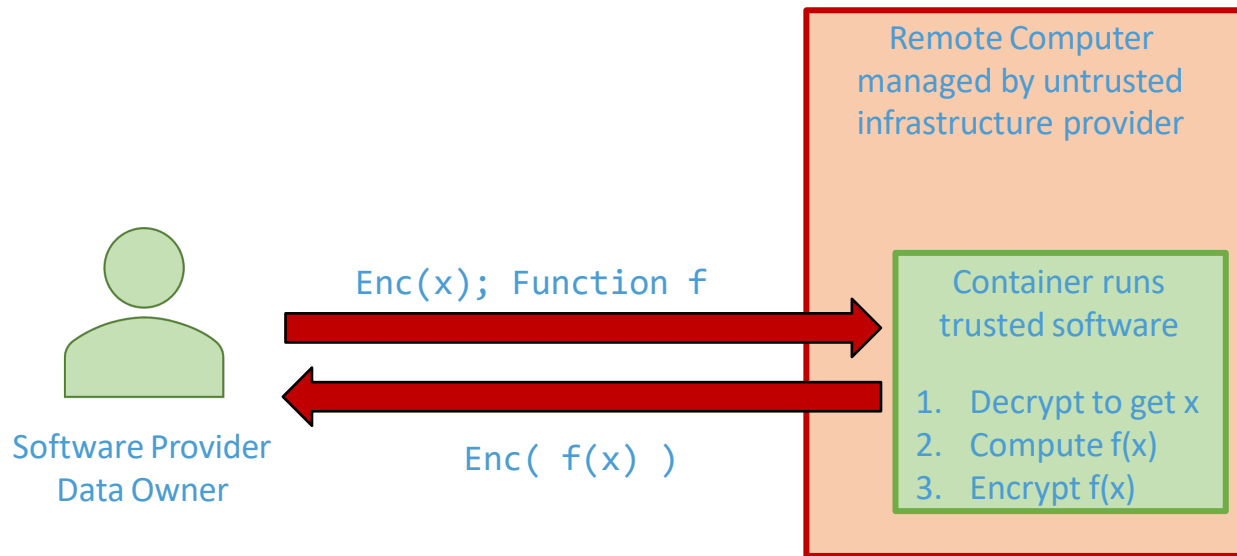 Remote Computer
managed by untrusted
infrastructure provider
Enc(x); Function f
Container runs
trusted software
1. Decrypt to get x
2. Compute f(x)
3. Encrypt f(x)
Enc( f(x) )
Software Provider
Data Owner